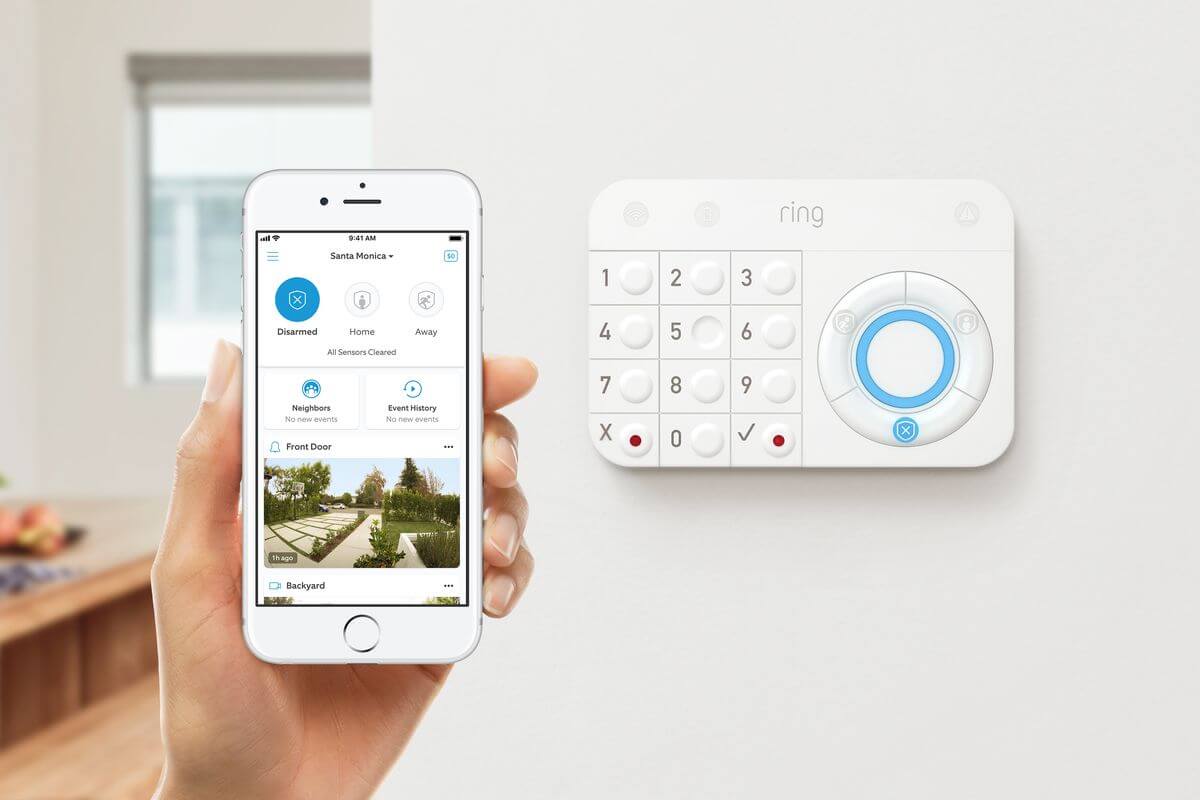 9:41 AM
Santa Monica
Disarmed
Home
Away
All Sensors Cleared
Neighbors
No new events
Event History
No new events
Front Door
1h ago
Backyard
ring
1 2 3
4 5 6
7 8 9
X 0 ✓